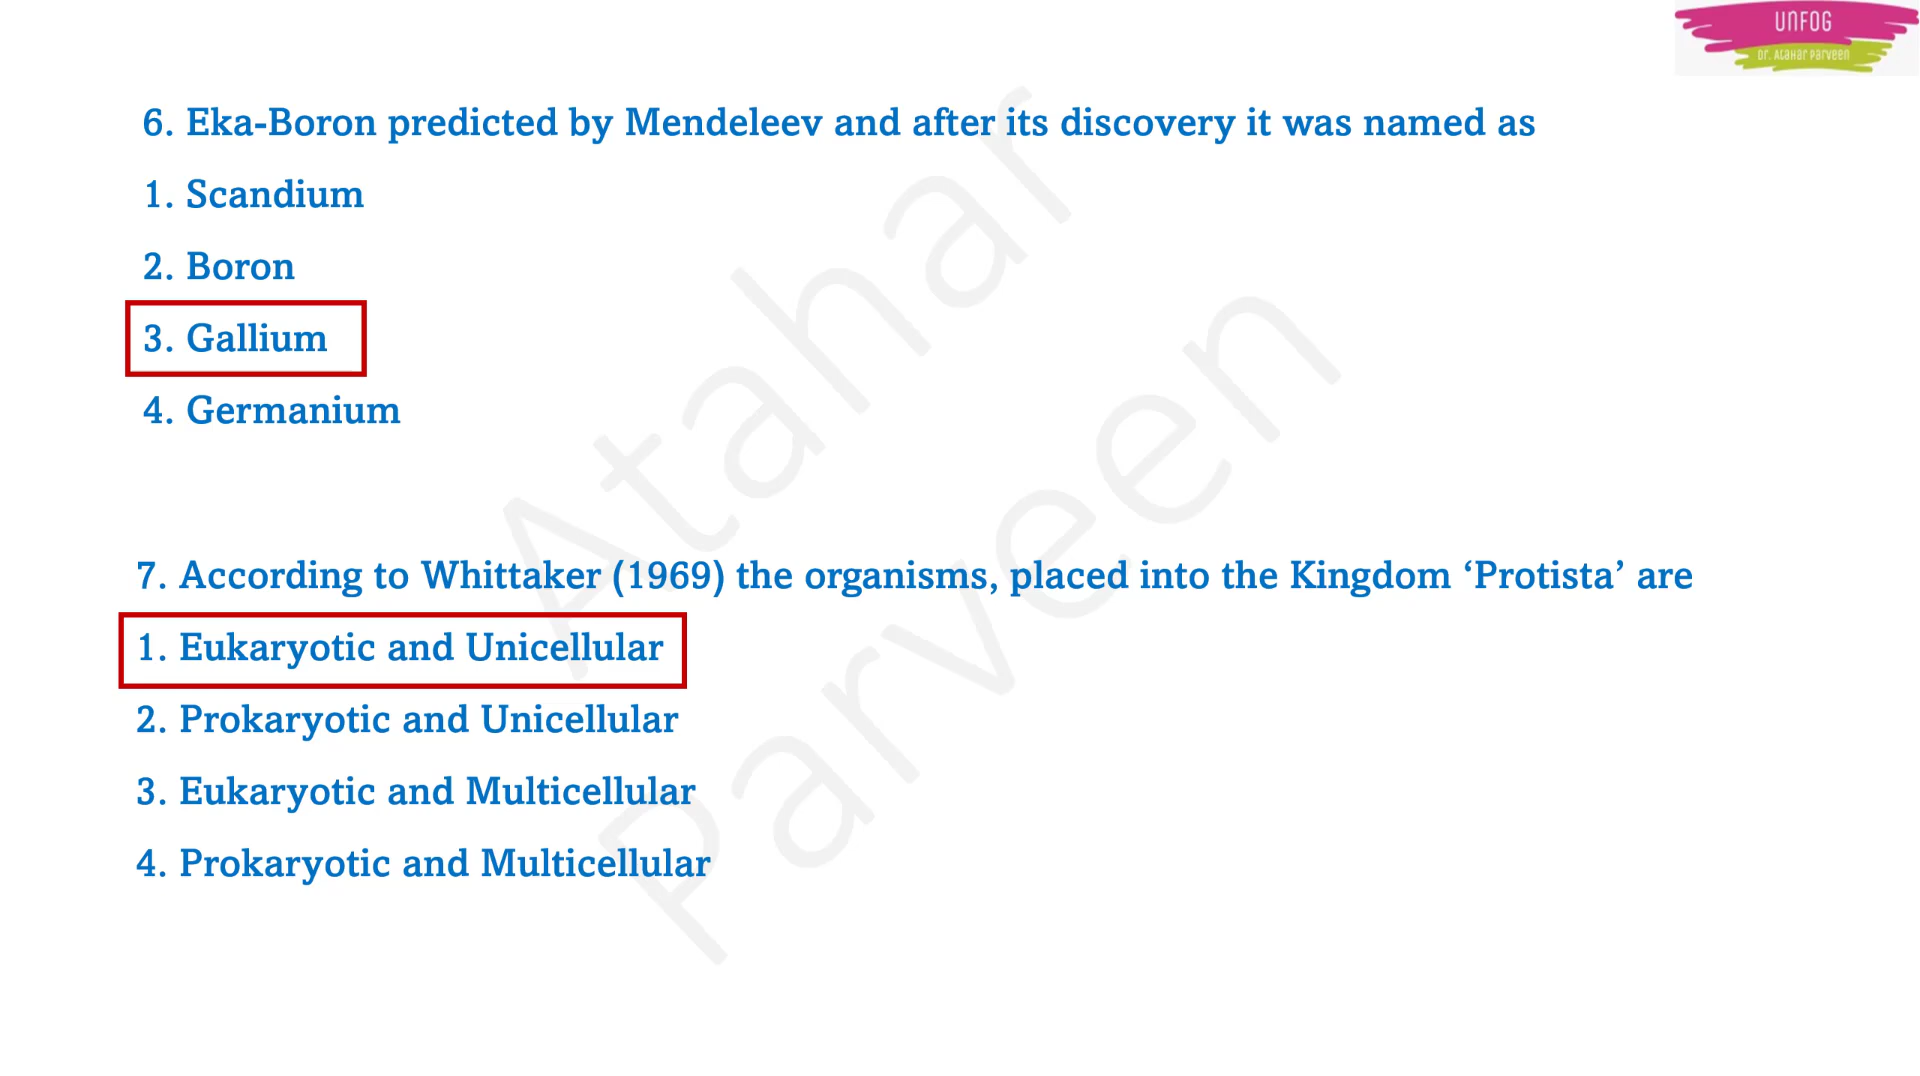 UNFOG
Dr. Atahar Parveen
6. Eka-Boron predicted by Mendeleev and after its discovery it was named as
1. Scandium
2. Boron
3. Gallium
4. Germanium
7. According to Whittaker (1969) the organisms, placed into the Kingdom ‘Protista’ are
1. Eukaryotic and Unicellular
2. Prokaryotic and Unicellular
3. Eukaryotic and Multicellular
4. Prokaryotic and Multicellular
Atahar
Parveen